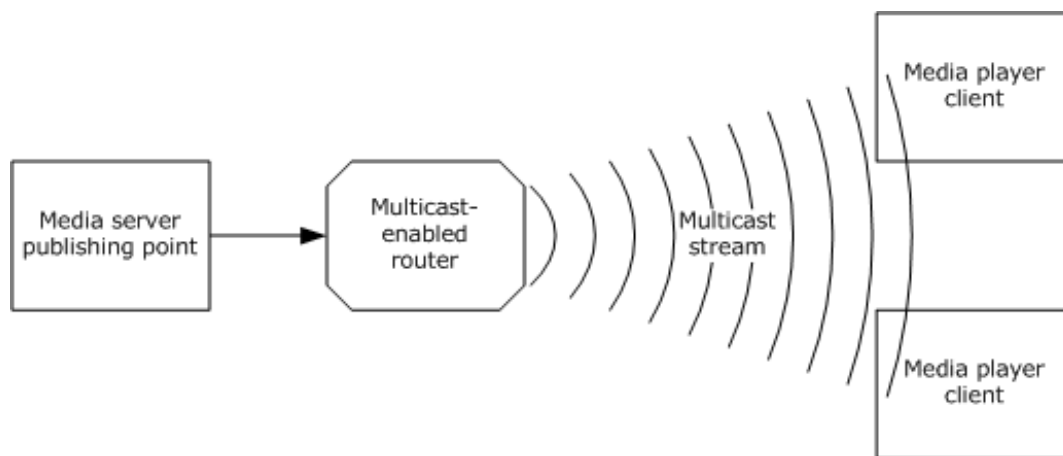 Media server
publishing point
Multicast-
enabled
router
Multicast
stream
Media player
client
Media player
client